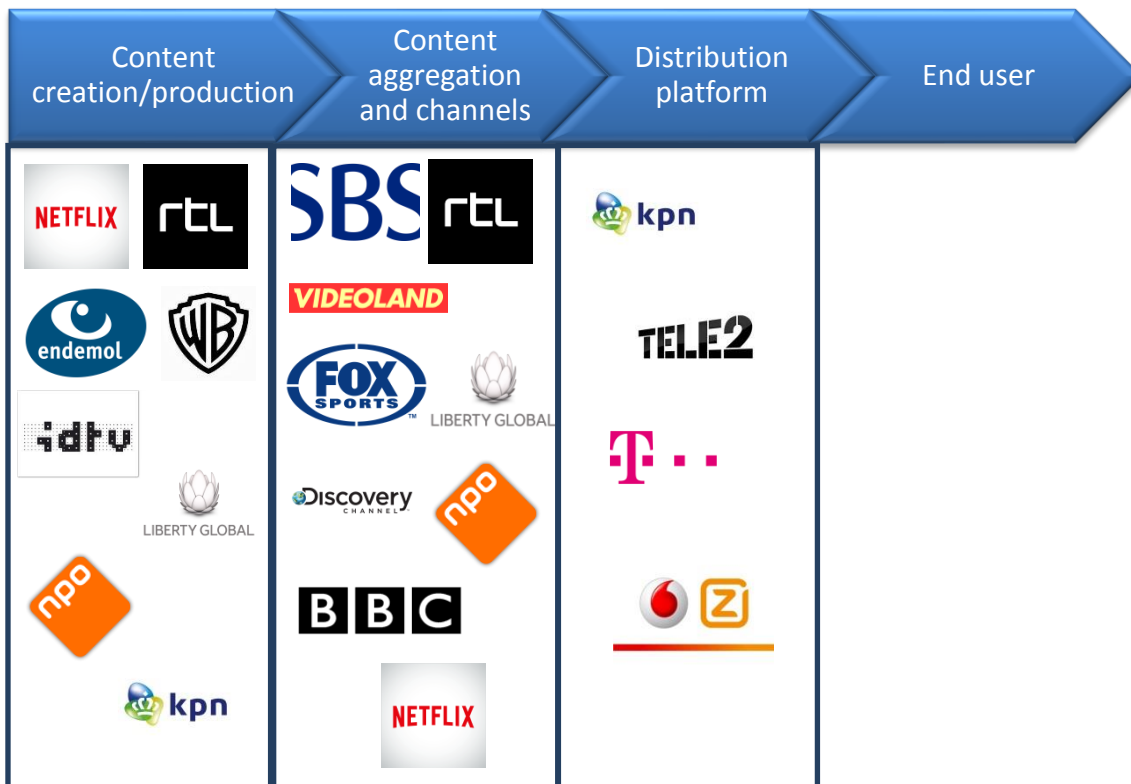 Content
creation/production
Content
aggregation
and channels
Distribution
platform
End user
NETFLIX
rtl
endemol
WB
idtv
LIBERTY GLOBAL
npo
kpn
SBS
rtl
VIDEOLAND
FOX
SPORTS
TM
LIBERTY GLOBAL
Discovery
CHANNEL
npo
BBC
NETFLIX
kpn
TELE2
T
Z